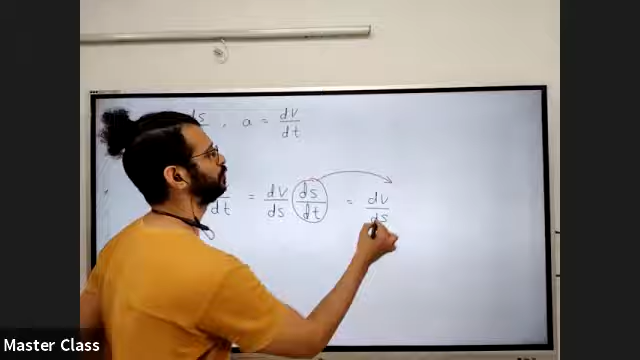 ds , a = dv/dt
dt = dv/ds ds/dt = dv/ds
Master Class